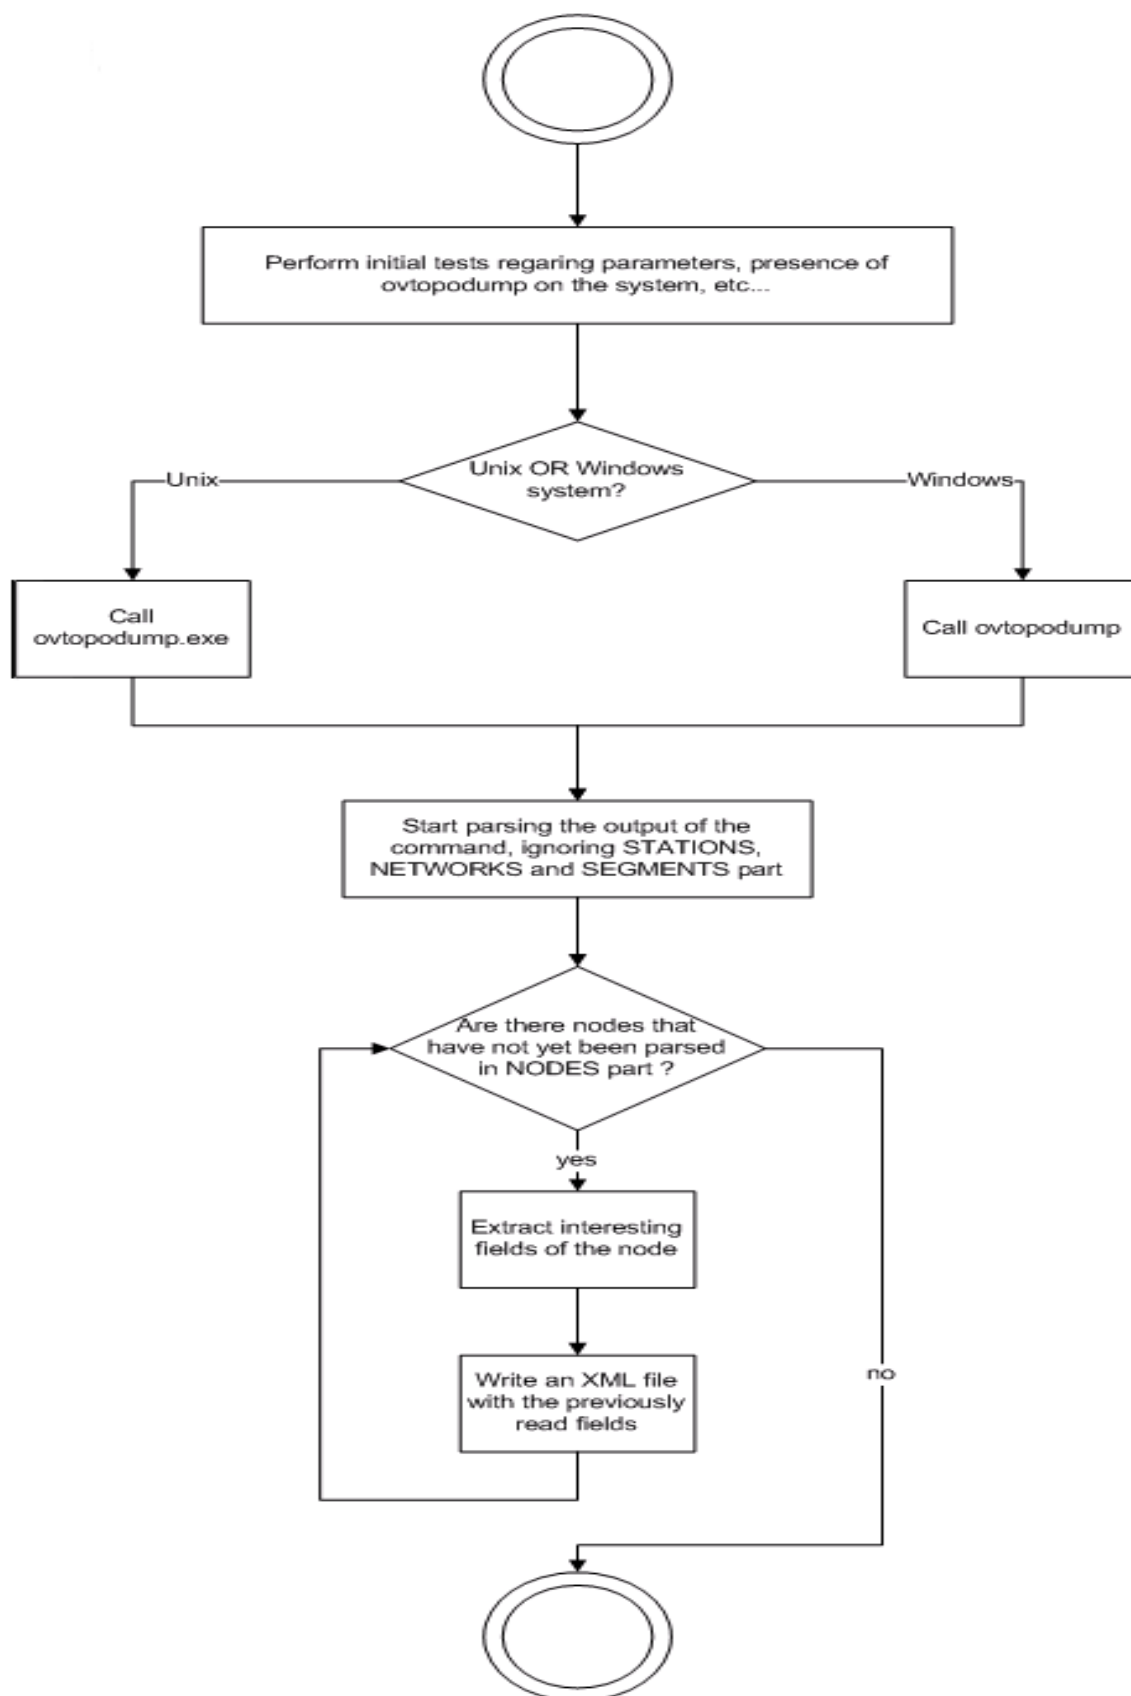 Perform initial tests regaring parameters, presence of
ovtopodump on the system, etc...
Unix OR Windows
system?
Unix
Windows
Call
ovtopodump.exe
Call ovtopodump
Start parsing the output of the
command, ignoring STATIONS,
NETWORKS and SEGMENTS part
Are there nodes that
have not yet been parsed
in NODES part ?
yes
Extract interesting
fields of the node
Write an XML file
with the previously
read fields
no